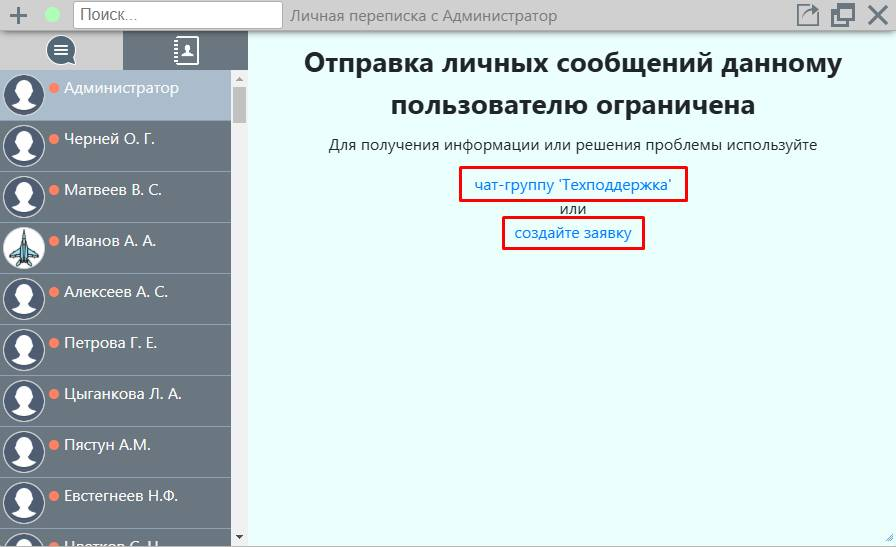 Поиск...
Личная переписка с Администратор
Администратор
Черней О. Г.
Матвеев В. С.
Иванов А. А.
Алексеев А. С.
Петрова Г. Е.
Цыганкова Л. А.
Пястун А.М.
Евстегнеев Н.Ф.
Отправка личных сообщений данному
пользователю ограничена
Для получения информации или решения проблемы используйте
чат-группу 'Техподдержка'
или
создайте заявку